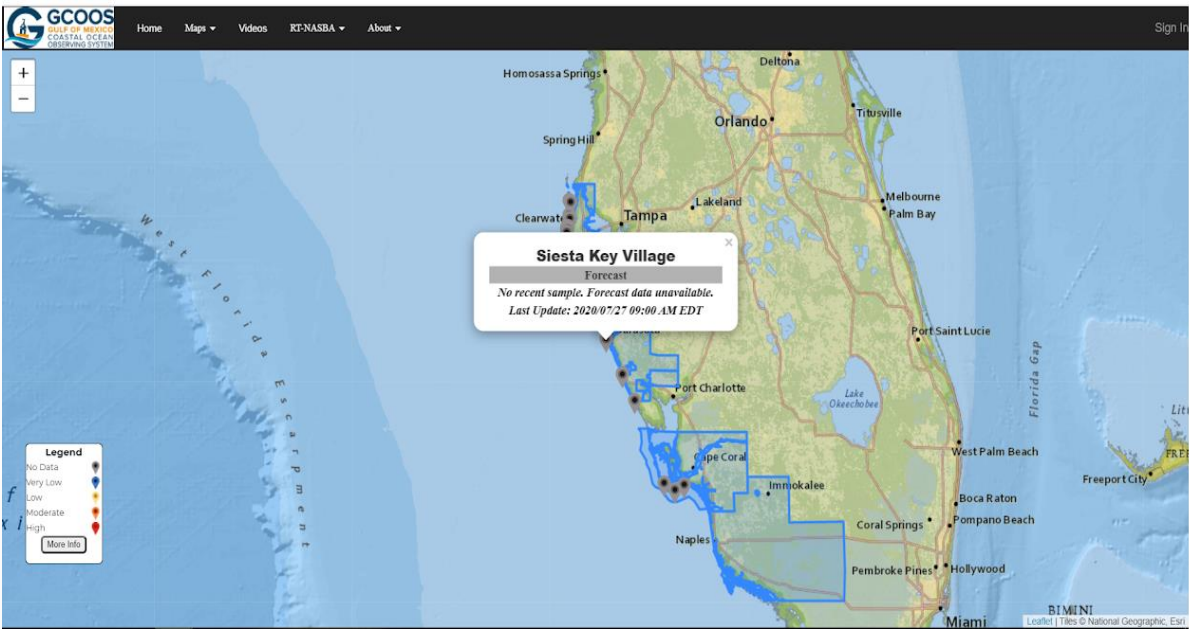 GCOOS
GULF OF MEXICO
COASTAL OCEAN
OBSERVING SYSTEM
Home Maps Videos RT-NASBA About Sign In
+
−
Homosassa Springs
Deltona
Orlando
Titusville
Spring Hill
Lakeland
Melbourne
Palm Bay
Clearwate
Tampa
West Florida Escarpment
×
Siesta Key Village
Forecast
No recent sample. Forecast data unavailable.
Last Update: 2020/07/27 09:00 AM EDT
Port Saint Lucie
Florida Gap
Port Charlotte
Lake
Okeechobee
Legend
No Data
Very Low
Low
Moderate
High
More Info
Cape Coral
Immokalee
West Palm Beach
Freeport City
Boca Raton
Coral Springs
Pompano Beach
Naples
Pembroke Pines
Hollywood
BIMINI
Miami
Leaflet | Tiles © National Geographic, Esri